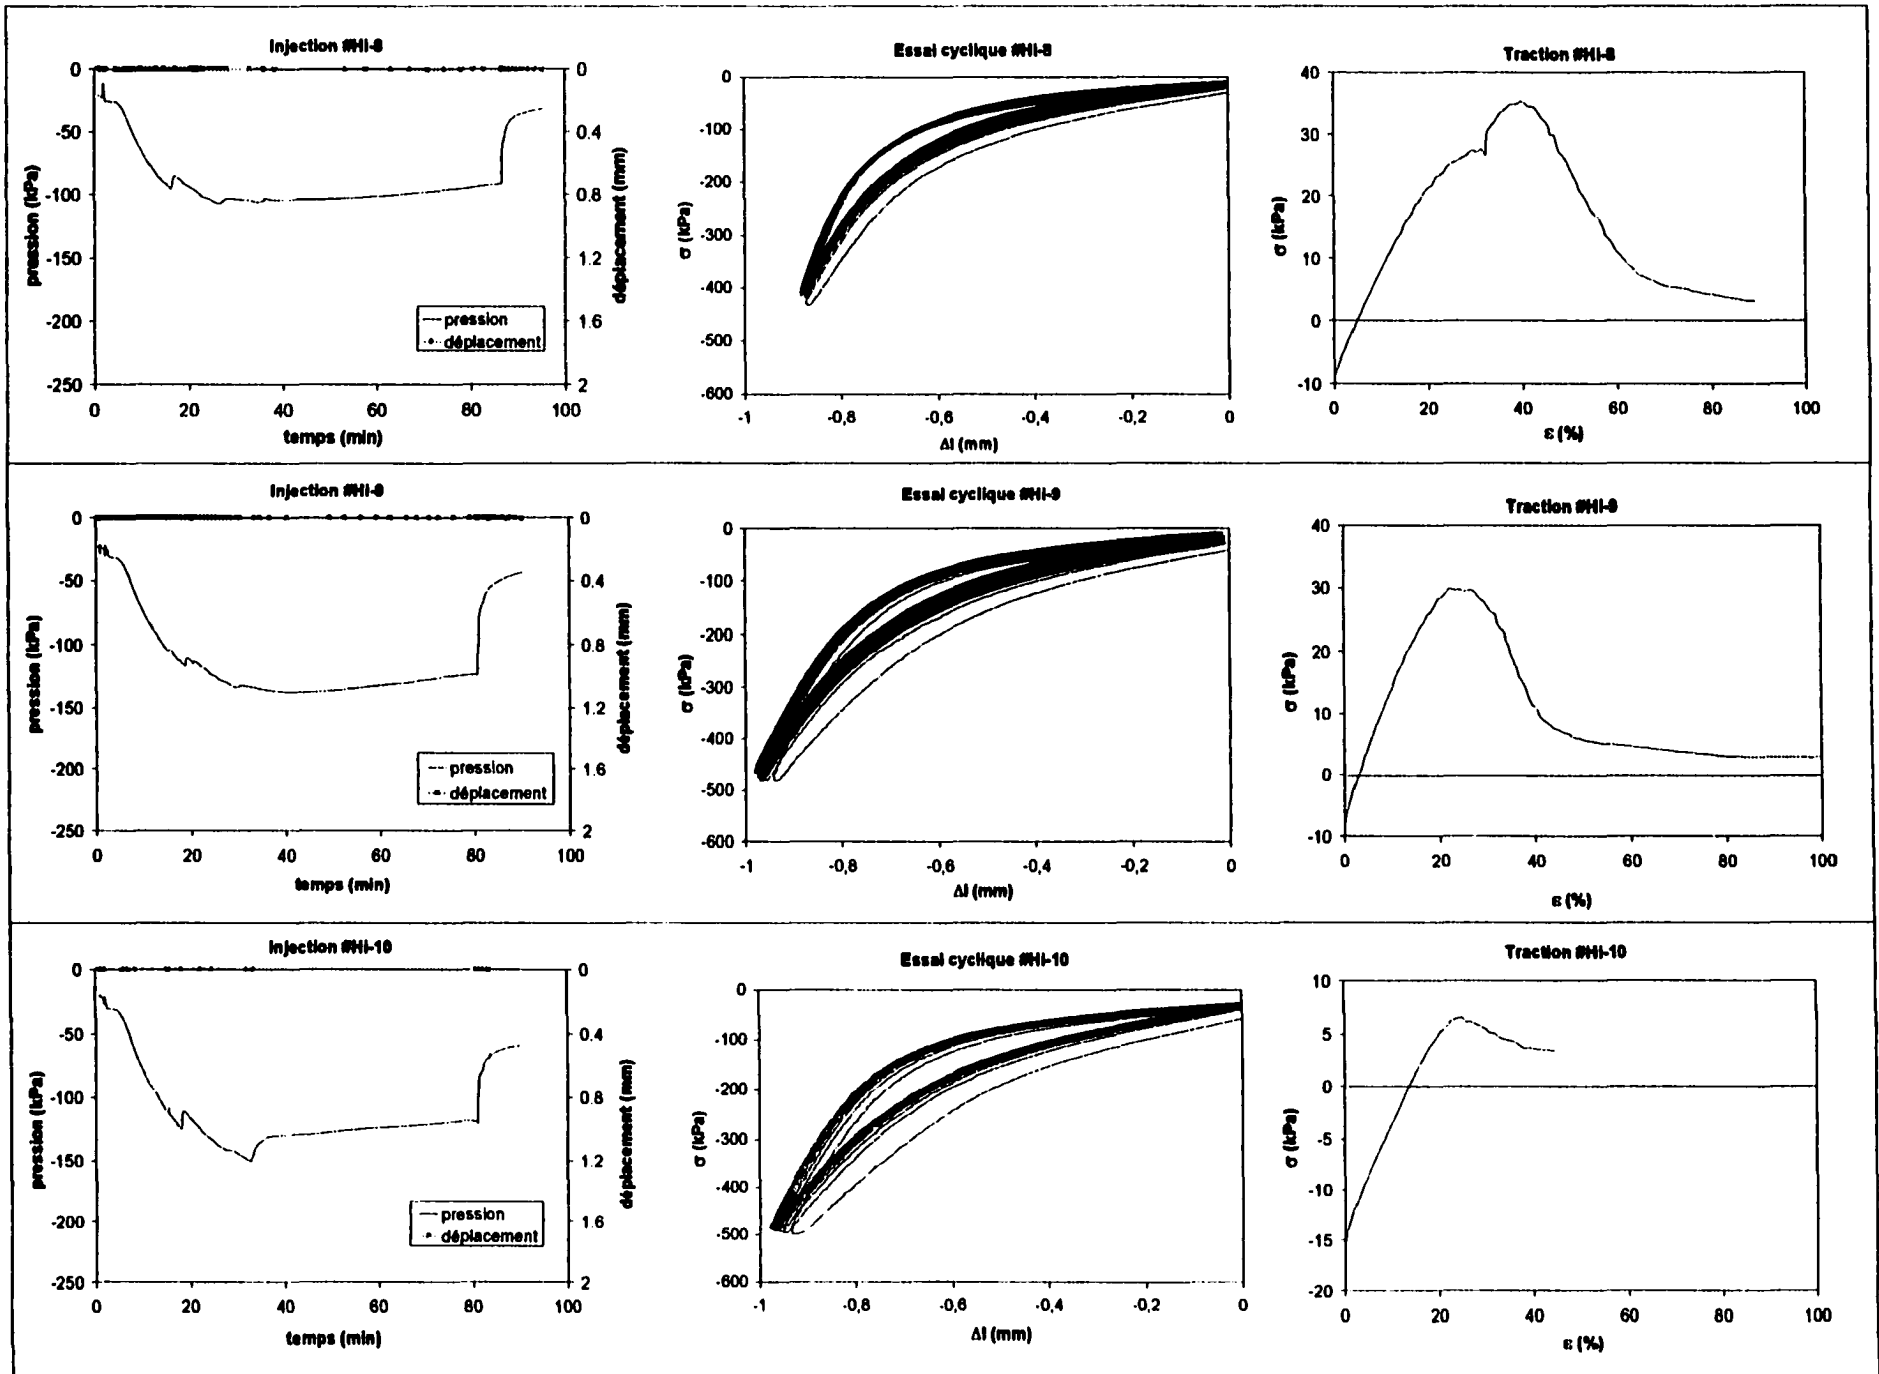 Injection #HI-8
0
-50
-100
-150
-200
-250
pression (kPa)
0
0.4
0.8
1.2
1.6
2
déplacement (mm)
pression
déplacement
0 20 40 60 80 100
temps (min)
Essai cyclique #HI-8
0
-100
-200
-300
-400
-500
-600
σ (kPa)
-1 -0,8 -0,6 -0,4 -0,2 0
Δl (mm)
Traction #HI-8
40
30
20
10
0
-10
σ (kPa)
0 20 40 60 80 100
ε (%)
Injection #HI-9
0
-50
-100
-150
-200
-250
pression (kPa)
0
0.4
0.8
1.2
1.6
2
déplacement (mm)
pression
déplacement
0 20 40 60 80 100
temps (min)
Essai cyclique #HI-9
0
-100
-200
-300
-400
-500
-600
σ (kPa)
-1 -0,8 -0,6 -0,4 -0,2 0
Δl (mm)
Traction #HI-9
40
30
20
10
0
-10
σ (kPa)
0 20 40 60 80 100
ε (%)
Injection #HI-10
0
-50
-100
-150
-200
-250
pression (kPa)
0
0.4
0.8
1.2
1.6
2
déplacement (mm)
pression
déplacement
0 20 40 60 80 100
temps (min)
Essai cyclique #HI-10
0
-100
-200
-300
-400
-500
-600
σ (kPa)
-1 -0,8 -0,6 -0,4 -0,2 0
Δl (mm)
Traction #HI-10
10
5
0
-5
-10
-15
-20
σ (kPa)
0 20 40 60 80 100
ε (%)